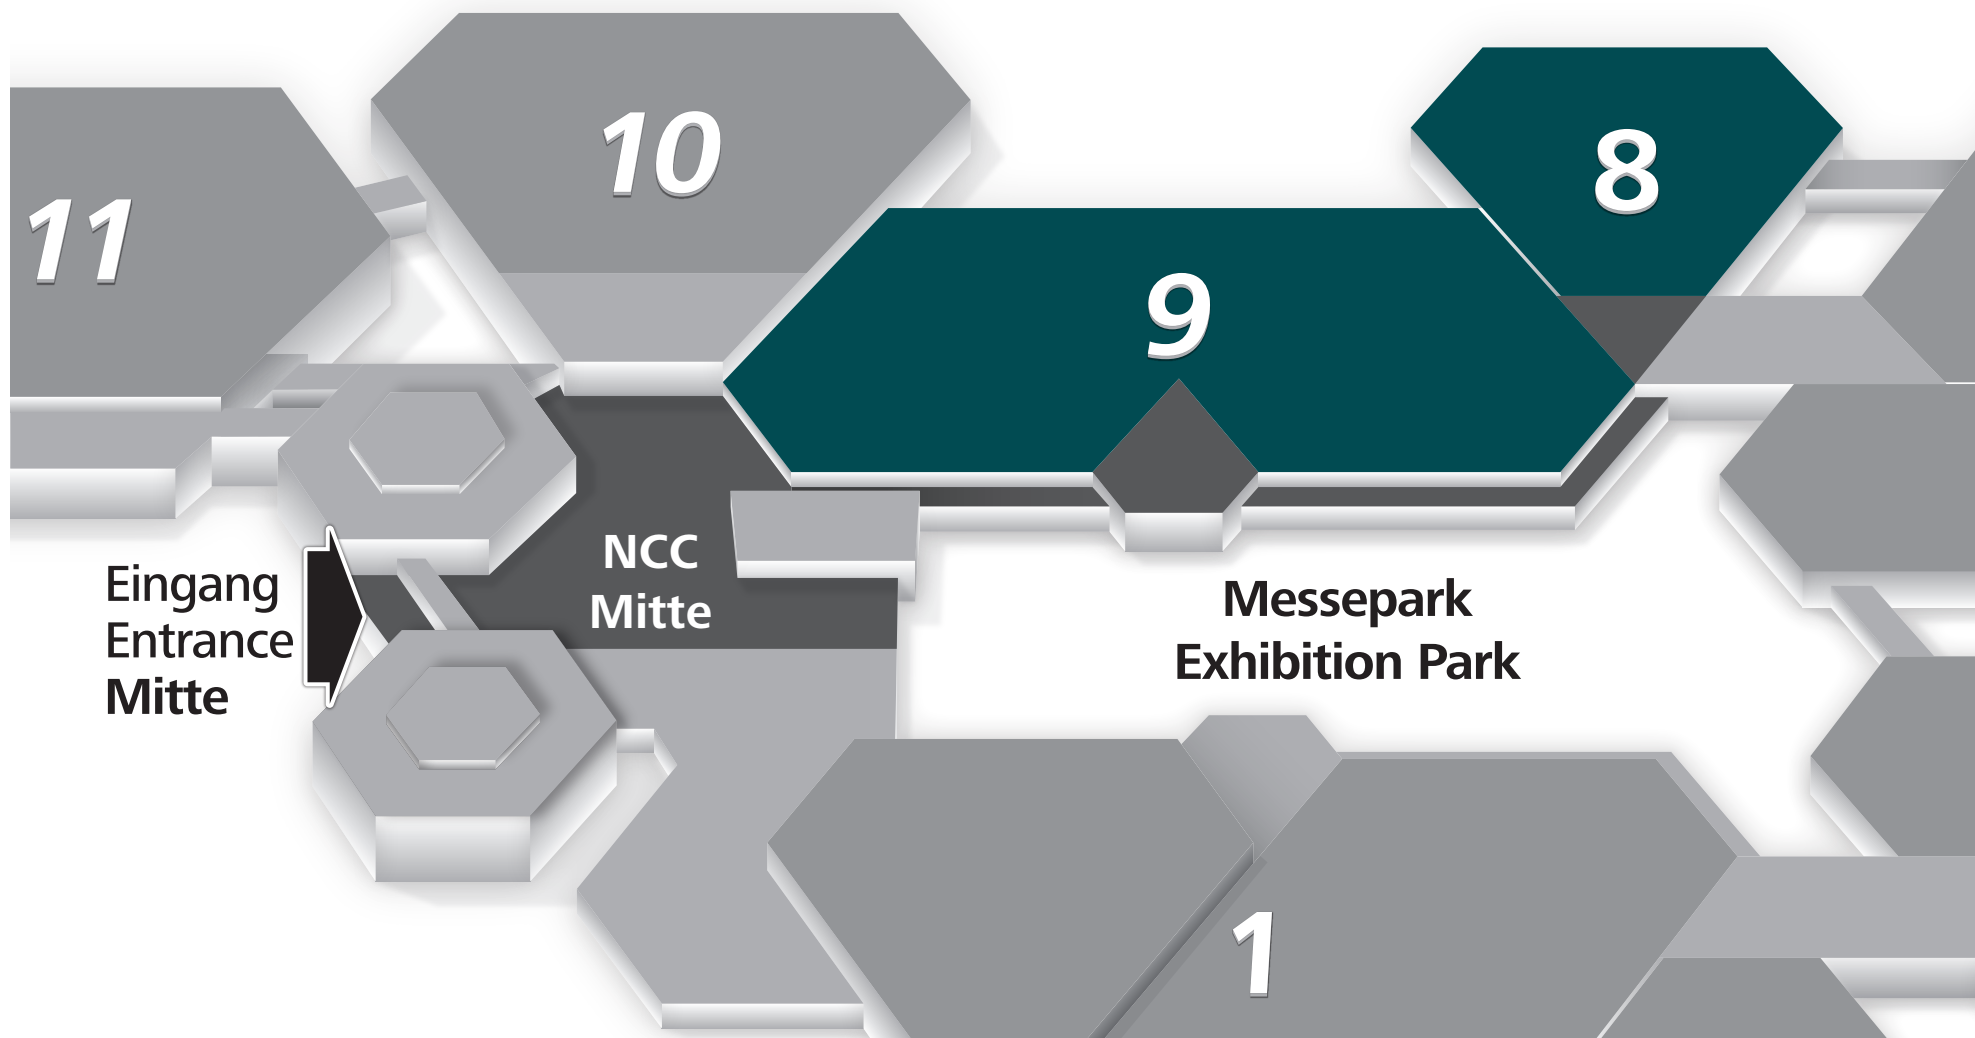 10
8
11
9
NCC
Mitte
Eingang
Entrance
Mitte
Messepark
Exhibition Park
1